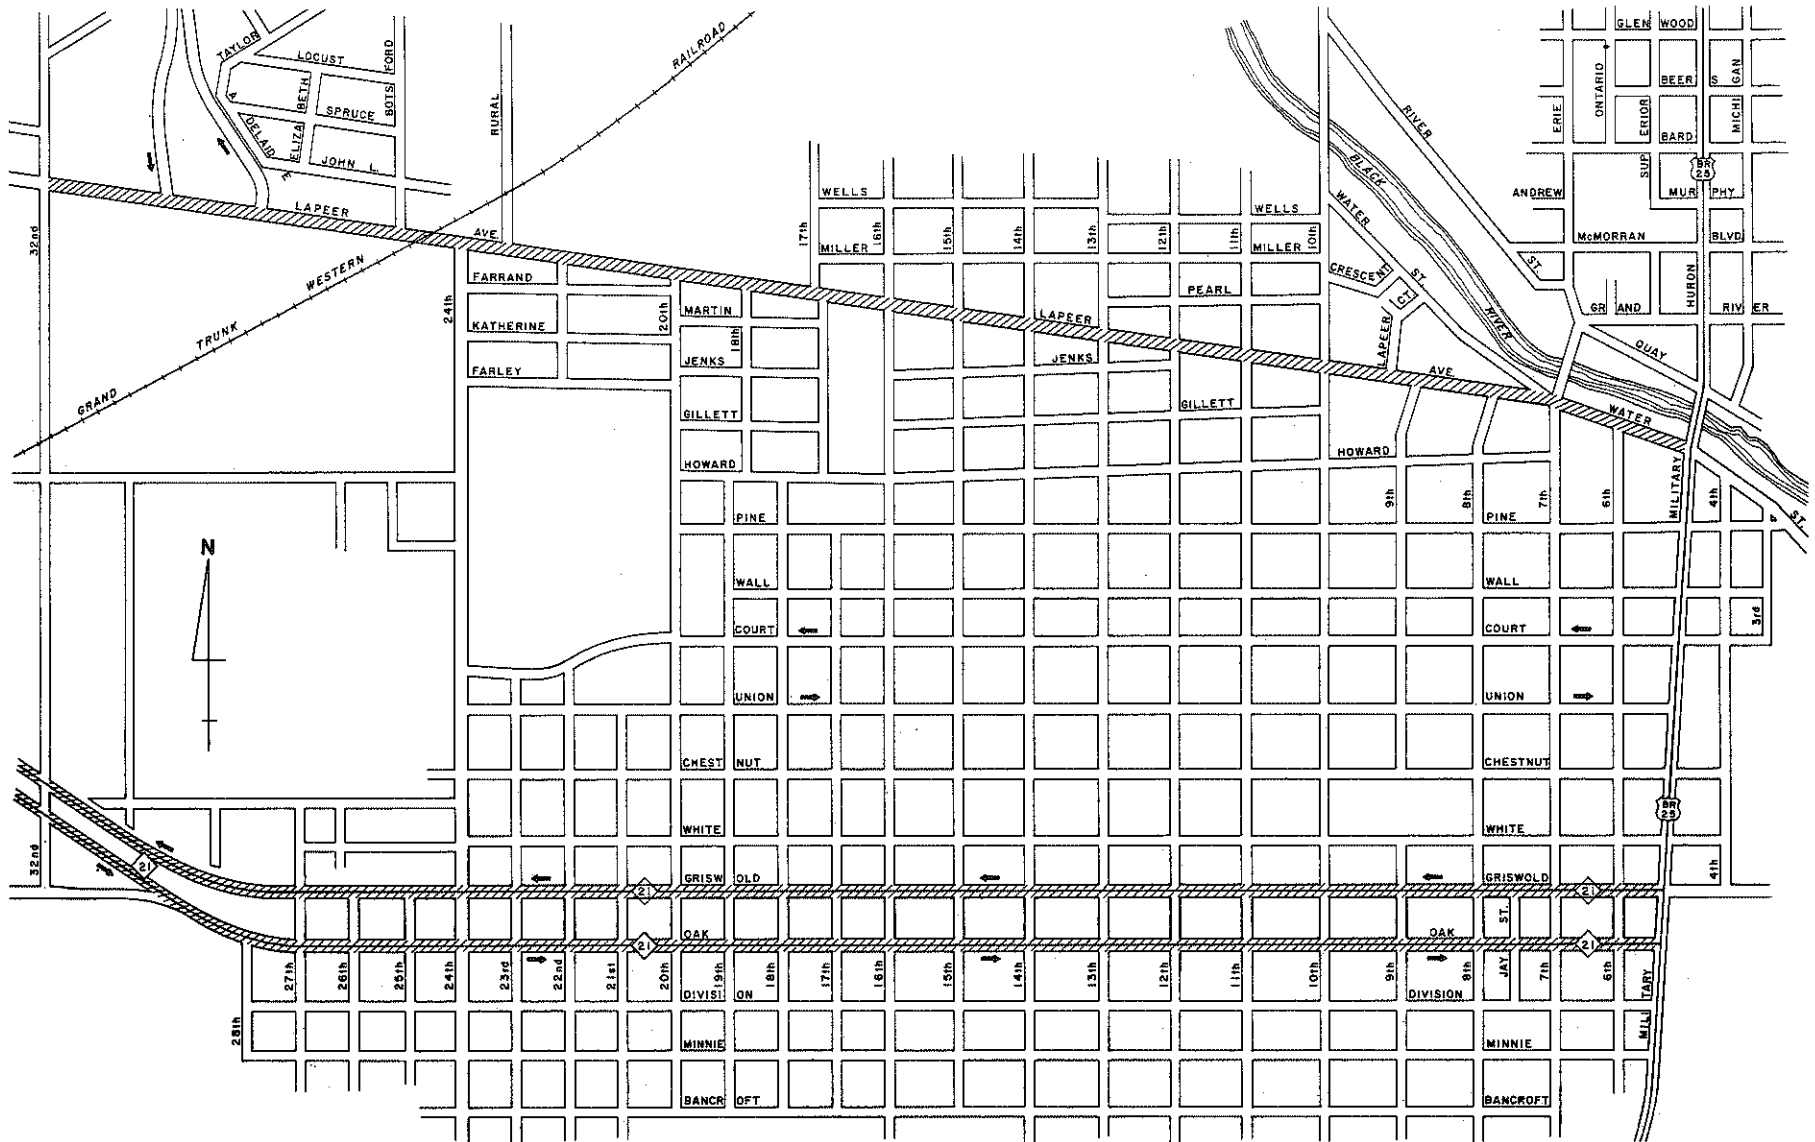 GLEN WOOD
TAYLOR
LOCUST
BOTS FORD
RAILROAD
BEER S
MICHI GAN
ONTARIO
ERIE
RURAL
ELIZA BETH
SPRUCE
A DELAID E
JOHN L.
RIVER ST.
SUP ERIOR
BARD
BLACK RIVER
BR 25
ANDREW MUR PHY
WELLS
WELLS
WATER ST.
LAPEER AVE.
32nd
17th
16th
15th
14th
13th
12th
11th
10th
MILLER
MILLER
McMORRAN BLVD.
FARRAND
WESTERN
CRESCENT
CT.
HURON
24th
20th
MARTIN
PEARL
GR AND RIV ER
KATHERINE
LAPEER
TRUNK
18th
JENKS
JENKS
LAPEER
QUAY
FARLEY
AVE.
GRAND
GILLETT
GILLETT
WATER
HOWARD
HOWARD
MILITARY
9th
8th
7th
6th
4th
ST.
PINE
PINE
N
WALL
WALL
3rd
COURT
COURT
UNION
UNION
CHEST NUT
CHESTNUT
BR 25
WHITE
WHITE
32nd
21
4th
GRISW OLD
GRISWOLD
21
21
ST.
OAK
OAK
21
21
27th
26th
25th
24th
23rd
22nd
21st
20th
19th
18th
17th
16th
15th
14th
13th
12th
11th
10th
9th
8th
JAY
7th
6th
MILI TARY
DIVISI ON
DIVISION
28th
MINNIE
MINNIE
BANCR OFT
BANCROFT